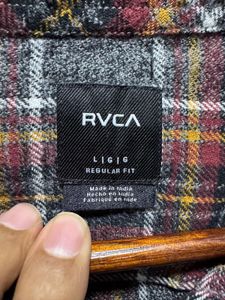 RVCA
L | G | G
REGULAR FIT
Made in India
Hecho en India
Fabriqué en Inde